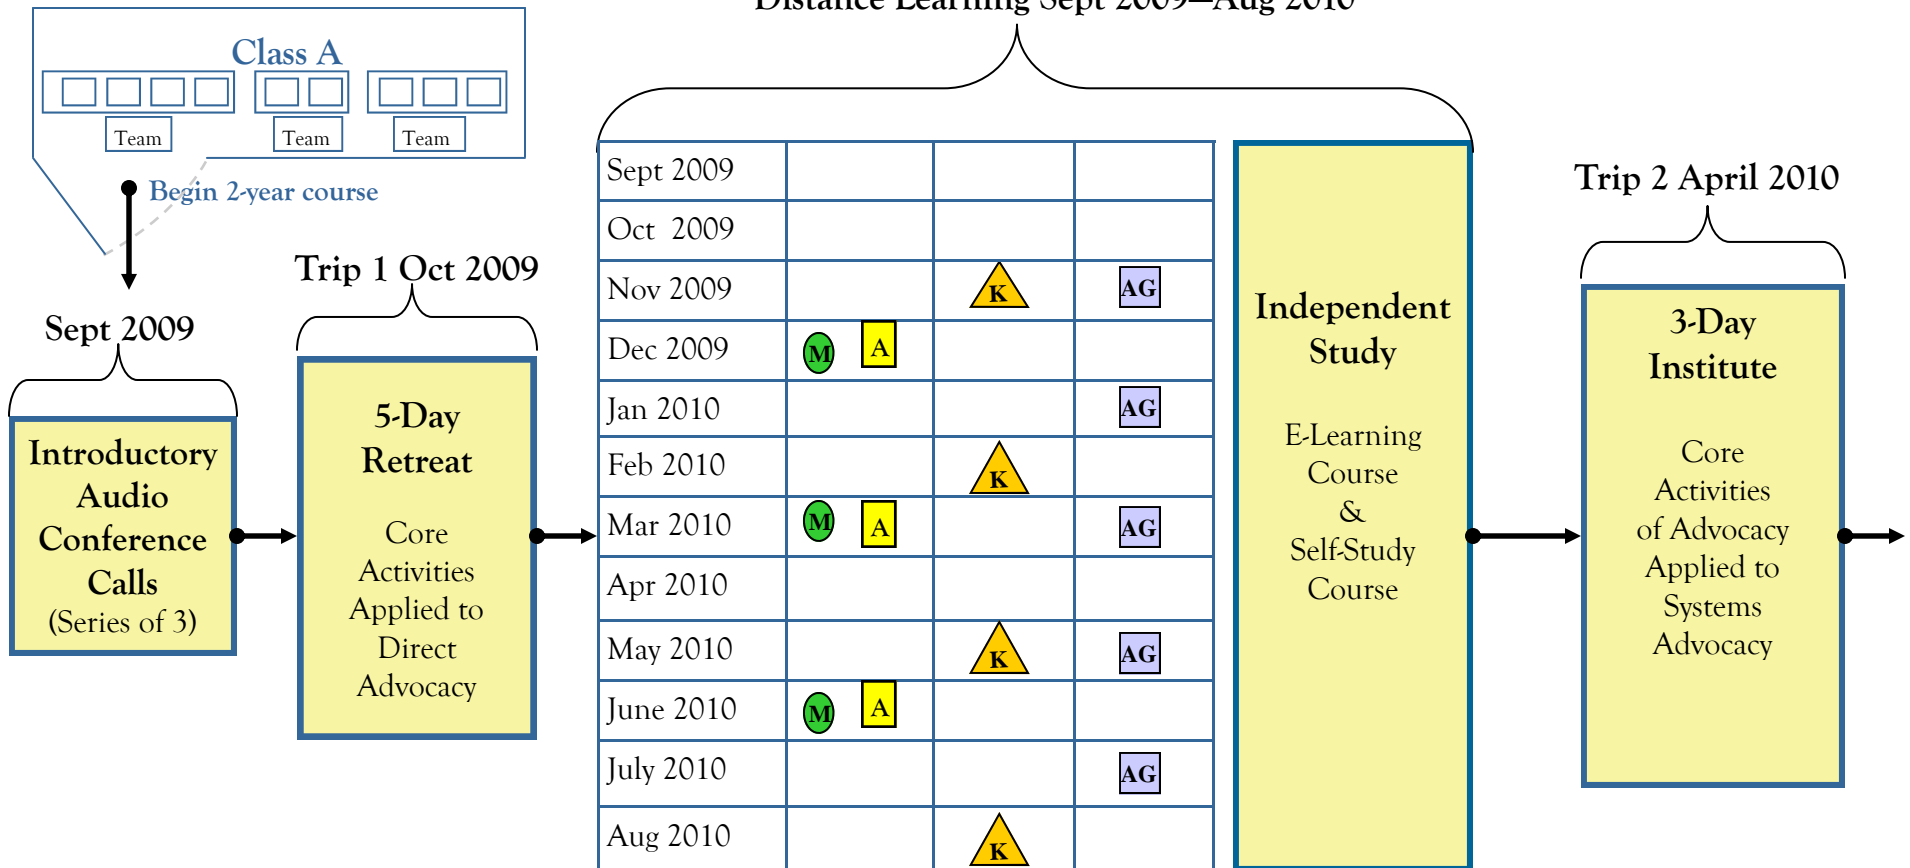 Distance Learning Sept 2009—Aug 2010
Class A
Team
Team
Team
Begin 2-year course
Sept 2009
Introductory
Audio
Conference
Calls
(Series of 3)
Trip 1 Oct 2009
5-Day
Retreat
Core
Activities
Applied to
Direct
Advocacy
Sept 2009
Oct 2009
Nov 2009 K AG
Dec 2009 M A
Jan 2010 AG
Feb 2010 K
Mar 2010 M A AG
Apr 2010
May 2010 K AG
June 2010 M A
July 2010 AG
Aug 2010 K
Independent
Study
E-Learning
Course
&
Self-Study
Course
Trip 2 April 2010
3-Day
Institute
Core
Activities
of Advocacy
Applied to
Systems
Advocacy